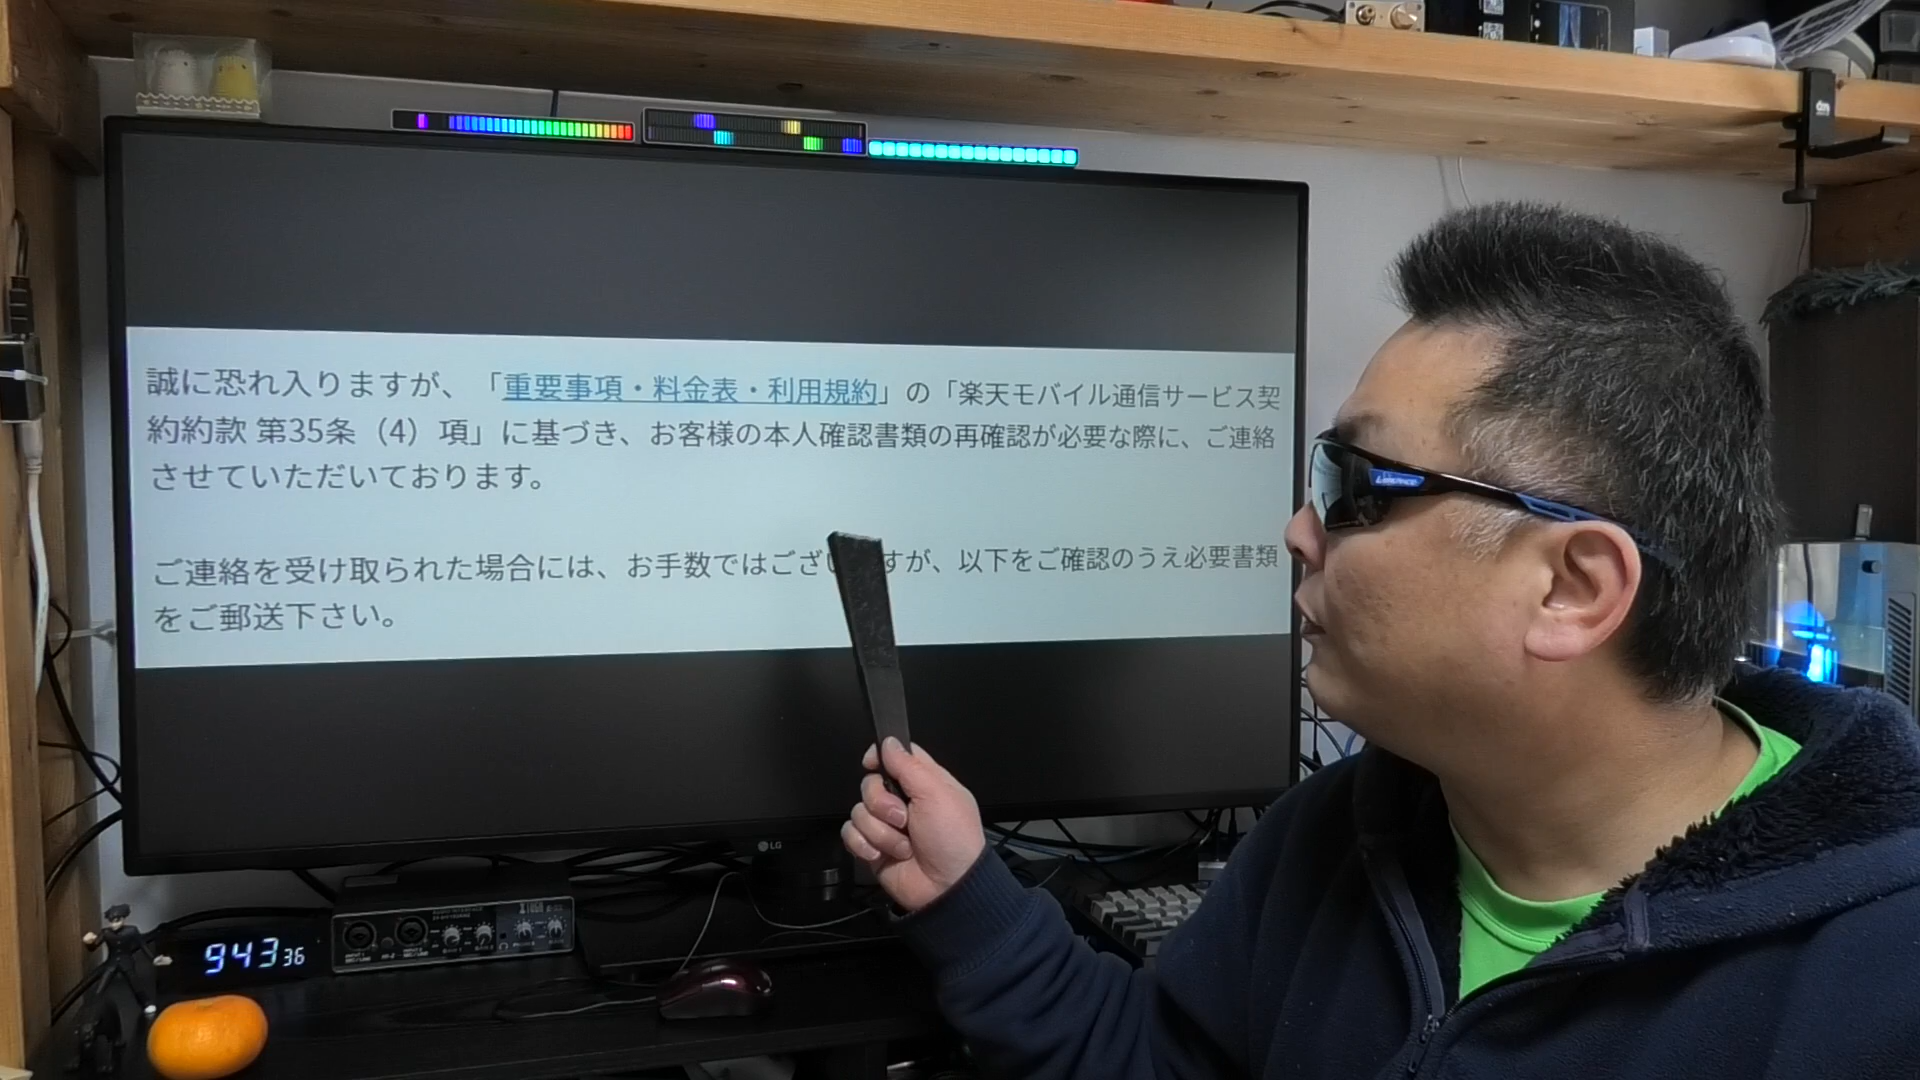 誠に恐れ入りますが、「重要事項・料金表・利用規約」の「楽天モバイル通信サービス契
約約款 第35条（4）項」に基づき、お客様の本人確認書類の再確認が必要な際に、ご連絡
させていただいております。
ご連絡を受け取られた場合には、お手数ではござい すが、以下をご確認のうえ必要書類
をご郵送下さい。
LG
943 36